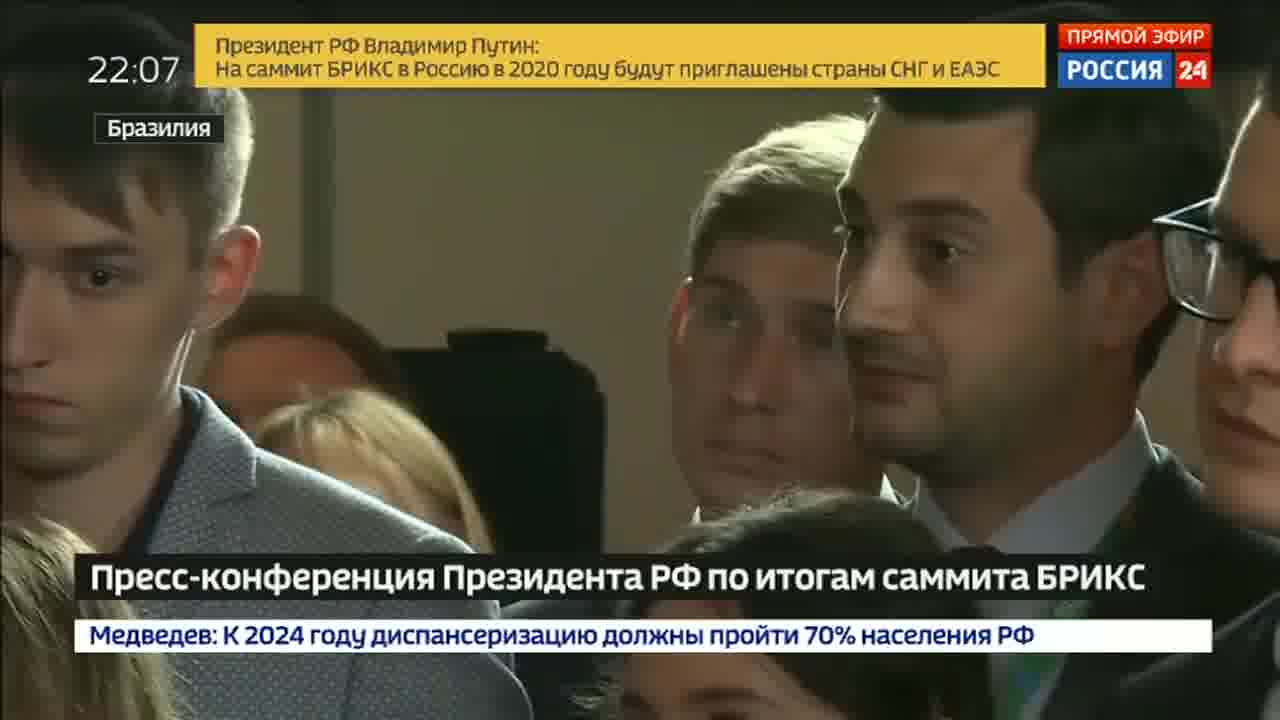 22:07
Президент РФ Владимир Путин:
На саммит БРИКС в Россию в 2020 году будут приглашены страны СНГ и ЕАЭС
ПРЯМОЙ ЭФИР
РОССИЯ 24
Бразилия
Пресс-конференция Президента РФ по итогам саммита БРИКС
Медведев: К 2024 году диспансеризацию должны пройти 70% населения РФ